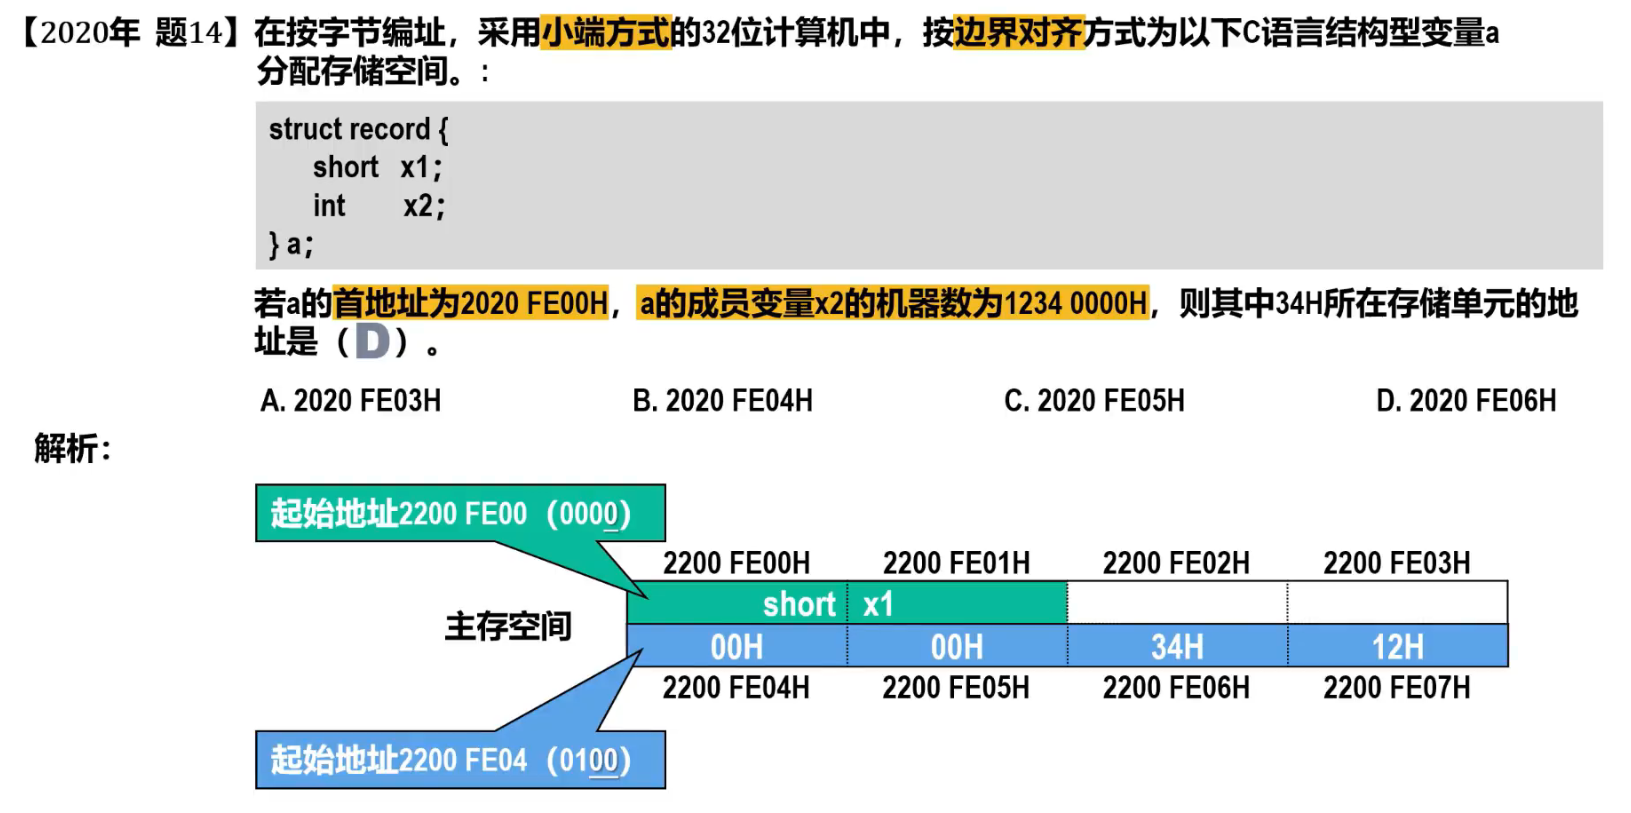 【2020年 题14】在按字节编址，采用小端方式的32位计算机中，按边界对齐方式为以下C语言结构型变量a
分配存储空间。:
struct record {
short x1;
int x2;
} a;
若a的首地址为2020 FE00H，a的成员变量x2的机器数为1234 0000H，则其中34H所在存储单元的地
址是（D）。
A. 2020 FE03H B. 2020 FE04H C. 2020 FE05H D. 2020 FE06H
解析：
起始地址2200 FE00（0000）
2200 FE00H 2200 FE01H 2200 FE02H 2200 FE03H
short x1
主存空间
00H 00H 34H 12H
2200 FE04H 2200 FE05H 2200 FE06H 2200 FE07H
起始地址2200 FE04（0100）